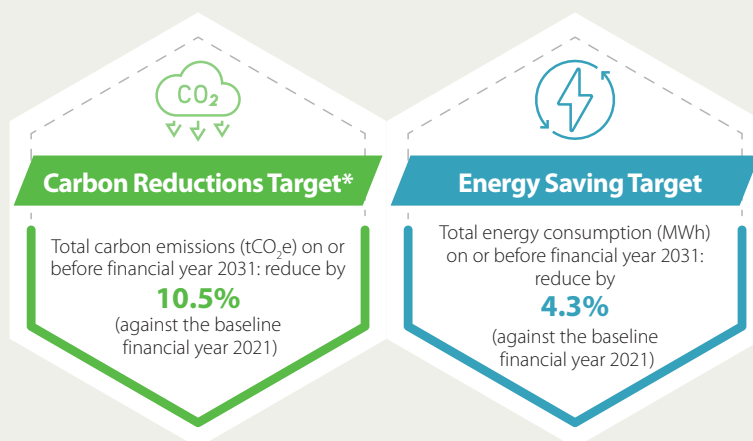 CO₂
Carbon Reductions Target*
Total carbon emissions (tCO₂e) on or
before financial year 2031: reduce by
10.5%
(against the baseline
financial year 2021)
Energy Saving Target
Total energy consumption (MWh)
on or before financial year 2031:
reduce by
4.3%
(against the baseline
financial year 2021)